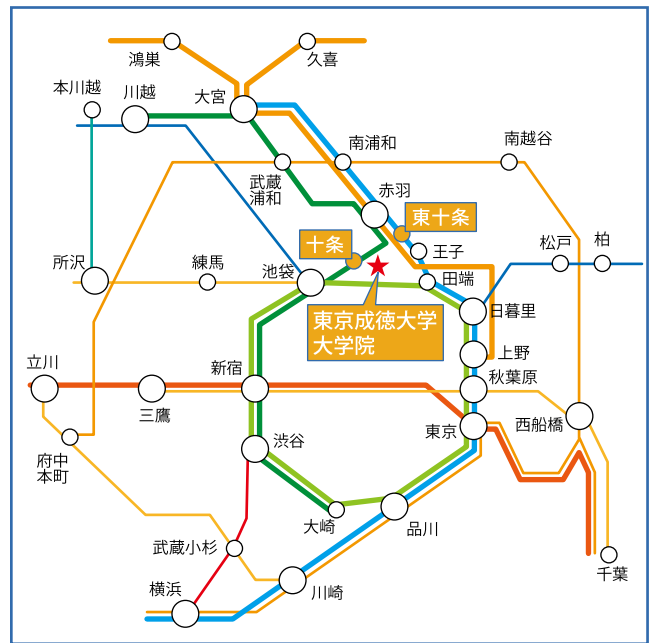 鴻巣
久喜
本川越
川越
大宮
南浦和
南越谷
武蔵
浦和
赤羽
東十条
十条
王子
松戸
柏
所沢
練馬
池袋
田端
日暮里
東京成徳大学
大学院
上野
立川
三鷹
新宿
秋葉原
府中
本町
渋谷
東京
西船橋
大崎
品川
武蔵小杉
千葉
横浜
川崎